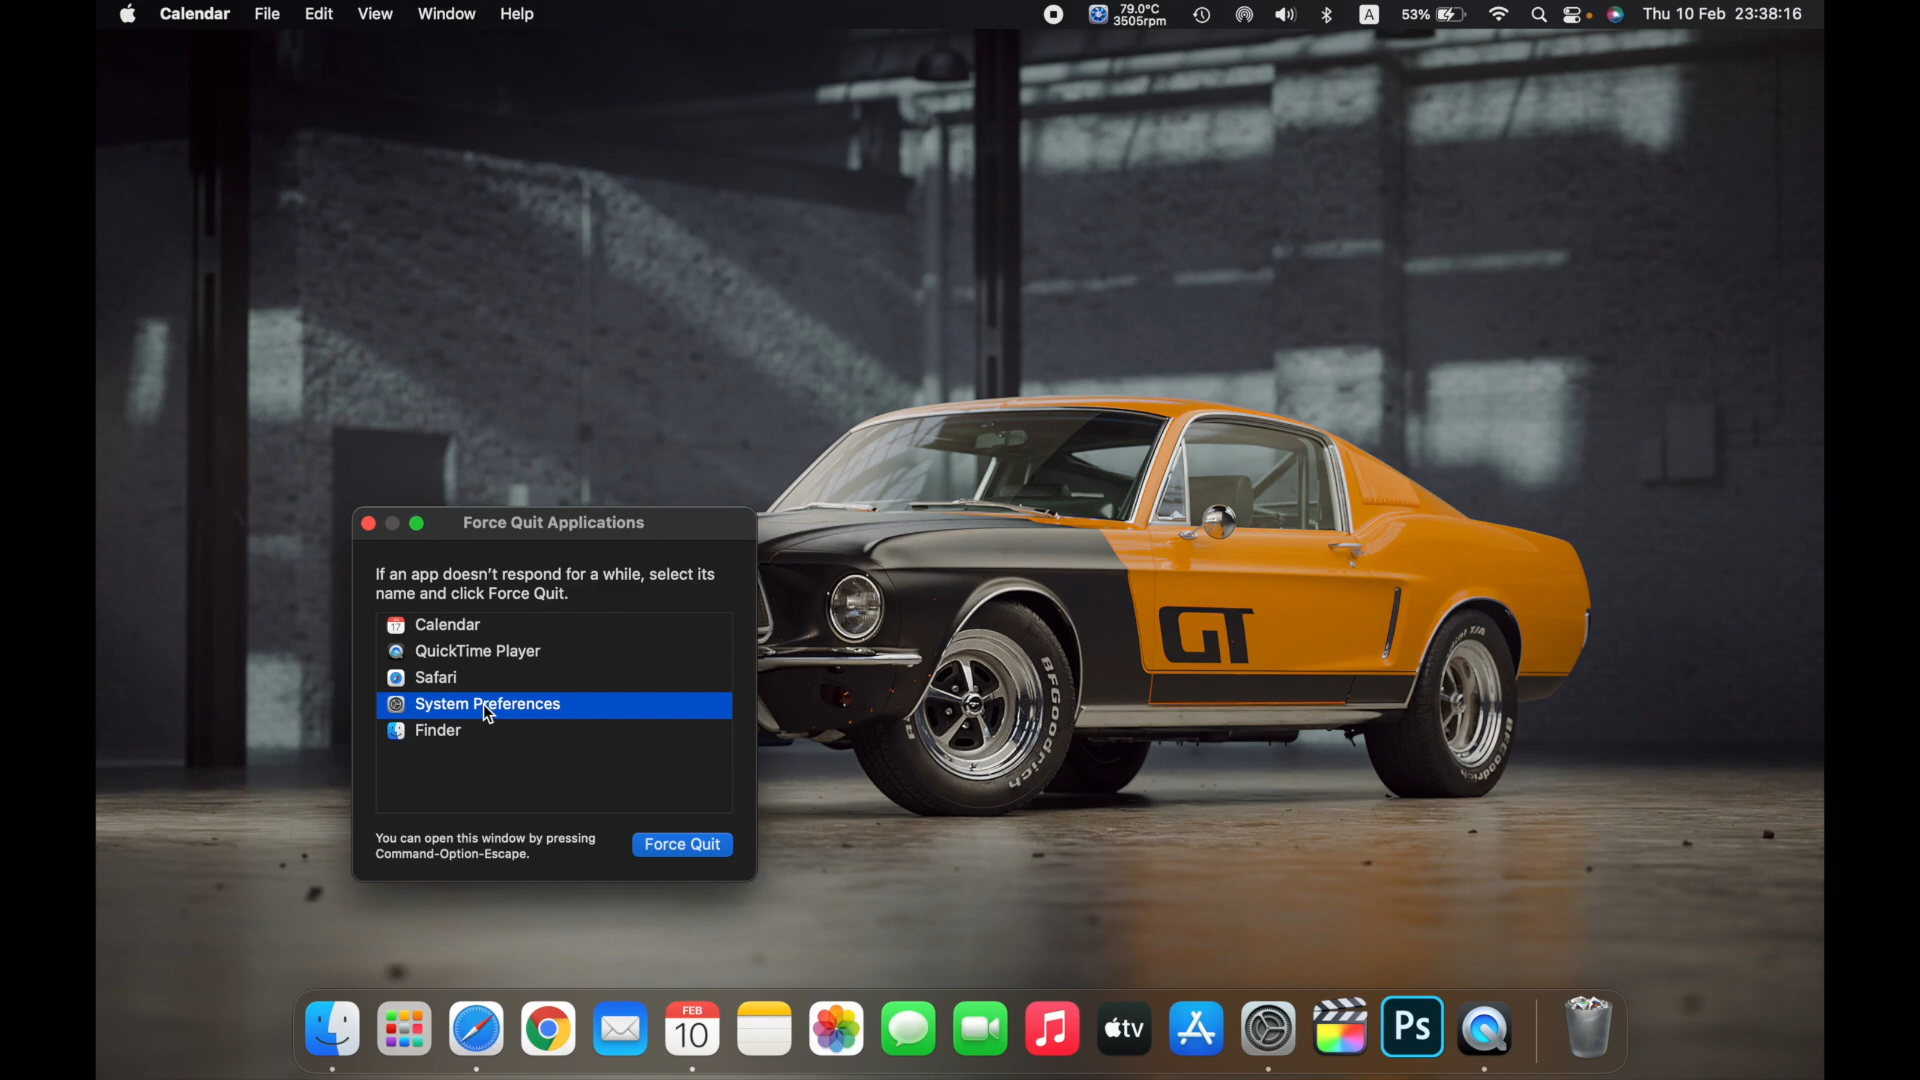 Calendar File Edit View Window Help 79.0°C A 53% Thu 10 Feb 23:38:16
3505rpm
Force Quit Applications
If an app doesn't respond for a while, select its
name and click Force Quit.
17 Calendar
QuickTime Player
Safari
System Preferences
Finder
You can open this window by pressing
Command-Option-Escape.
Force Quit
GT
BFGoodrich
BFGoodrich
T/A
FEB
10
tv
Ps